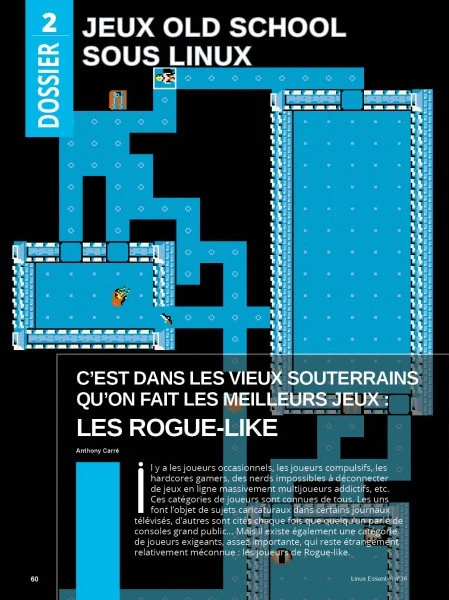 2
DOSSIER
JEUX OLD SCHOOL
SOUS LINUX
C'EST DANS LES VIEUX SOUTERRAINS
QU'ON FAIT LES MEILLEURS JEUX :
LES ROGUE-LIKE
Anthony Carré
il y a les joueurs occasionnels, les joueurs compulsifs, les
hardcores gamers, des nerds impossibles à déconnecter
de jeux en ligne massivement multijoueurs addictifs, etc.
Ces catégories de joueurs sont connues de tous. Les uns
font l'objet de sujets caricaturaux dans certains journaux
télévisés, d'autres sont cités chaque fois que quelqu'un parle de
consoles grand public... Mais il existe également une catégorie
de joueurs exigeants, assez importante, qui reste étrangement
relativement méconnue : les joueurs de Rogue-like.
60
Linux Essentiel n°36